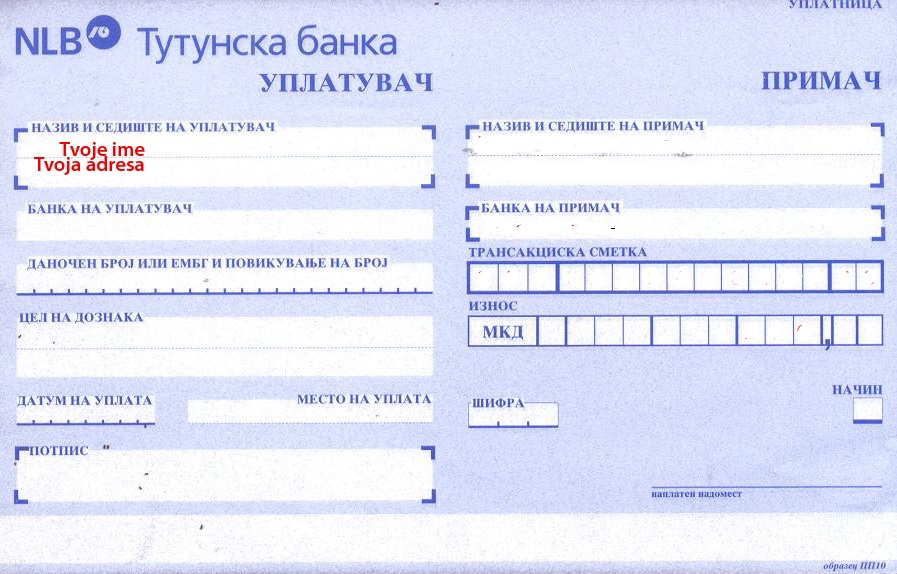 УПЛАТНИЦА
NLB Тутунска банка
УПЛАТУВАЧ
ПРИМАЧ
НАЗИВ И СЕДИШТЕ НА УПЛАТУВАЧ
Tvoje ime
Tvoja adresa
БАНКА НА УПЛАТУВАЧ
ДАНОЧЕН БРОЈ ИЛИ ЕМБГ И ПОВИКУВАЊЕ НА БРОЈ
ЦЕЛ НА ДОЗНАКА
ДАТУМ НА УПЛАТА
МЕСТО НА УПЛАТА
ПОТПИС
НАЗИВ И СЕДИШТЕ НА ПРИМАЧ
БАНКА НА ПРИМАЧ
ТРАНСАКЦИСКА СМЕТКА
ИЗНОС
МКД ,
ШИФРА
НАЧИН
наплатен надомест
образец ПП10